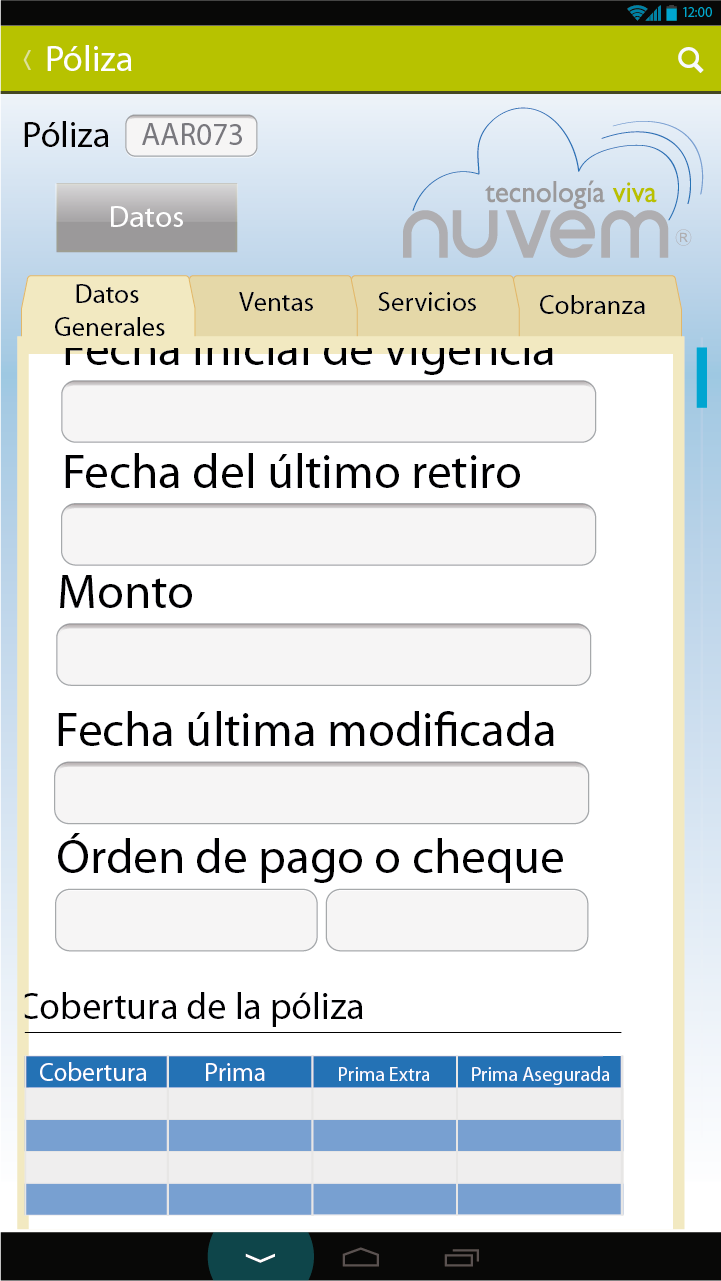 12:00
Póliza
Póliza AAR073
tecnología viva
nuvem®
Datos
Datos
Generales
Ventas
Servicios
Cobranza
Fecha inicial de vigencia
Fecha del último retiro
Monto
Fecha última modificada
Órden de pago o cheque
Cobertura de la póliza
Cobertura Prima Prima Extra Prima Asegurada